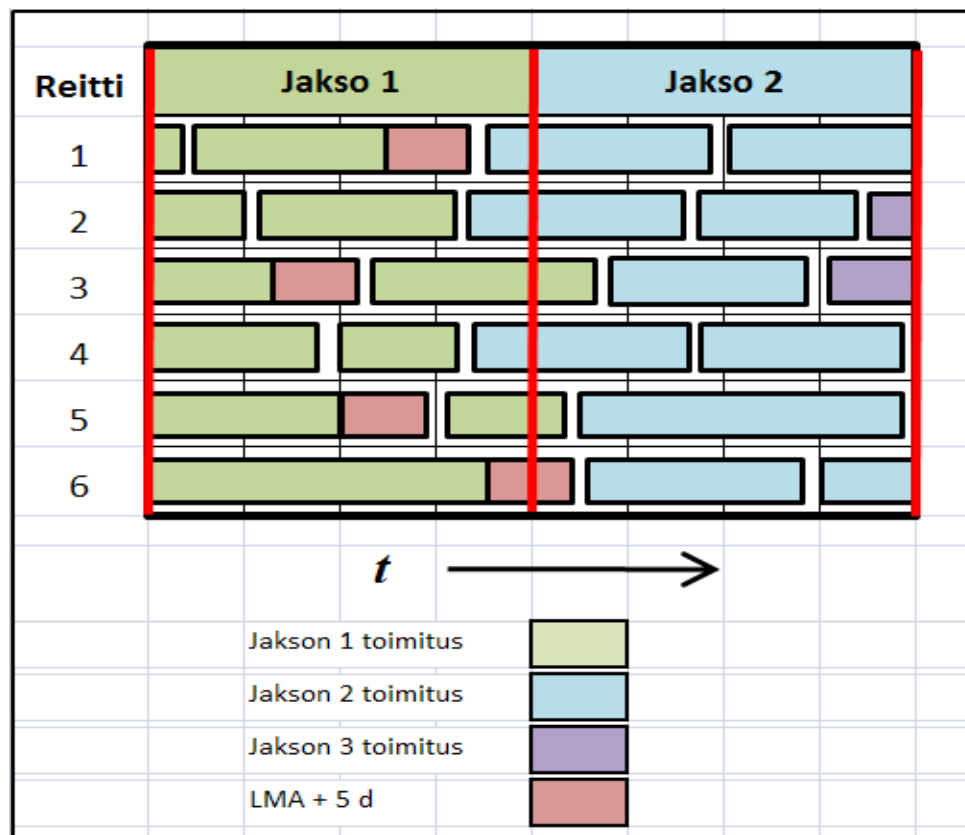 Reitti Jakso 1 Jakso 2
1
2
3
4
5
6
t
Jakson 1 toimitus
Jakson 2 toimitus
Jakson 3 toimitus
LMA + 5 d